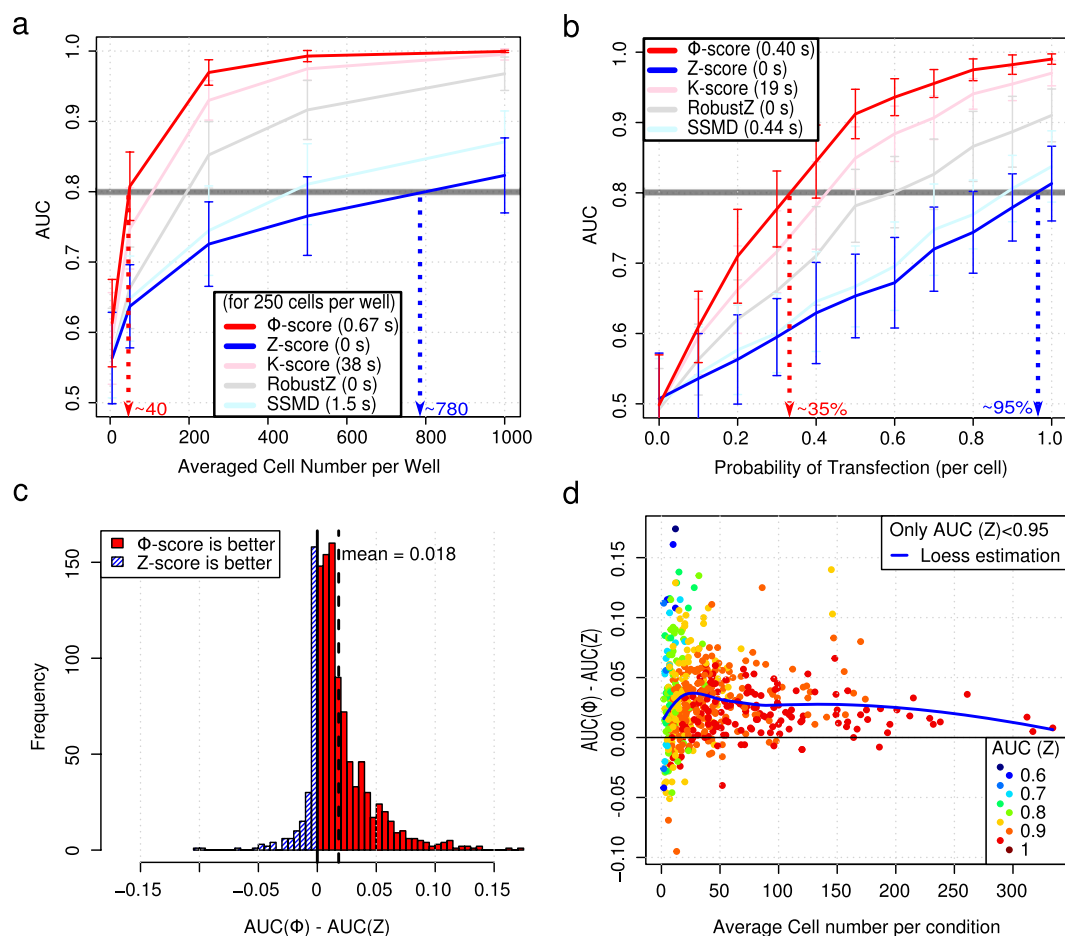 a
AUC
1.0
0.9
0.8
0.7
0.6
0.5
(for 250 cells per well)
Φ-score (0.67 s)
Z-score (0 s)
K-score (38 s)
RobustZ (0 s)
SSMD (1.5 s)
~40
~780
0
200
400
600
800
1000
Averaged Cell Number per Well
b
AUC
1.0
0.9
0.8
0.7
0.6
0.5
Φ-score (0.40 s)
Z-score (0 s)
K-score (19 s)
RobustZ (0 s)
SSMD (0.44 s)
~35%
~95%
0.0
0.2
0.4
0.6
0.8
1.0
Probability of Transfection (per cell)
c
Frequency
150
100
50
0
Φ-score is better
Z-score is better
mean = 0.018
−0.15
−0.05
0
0.05
0.10
0.15
AUC(Φ) - AUC(Z)
d
AUC(Φ) - AUC(Z)
0.15
0.10
0.05
0.00
−0.05
−0.10
Only AUC (Z)<0.95
Loess estimation
AUC (Z)
0.6
0.7
0.8
0.9
1
0
50
100
150
200
250
300
Average Cell number per condition